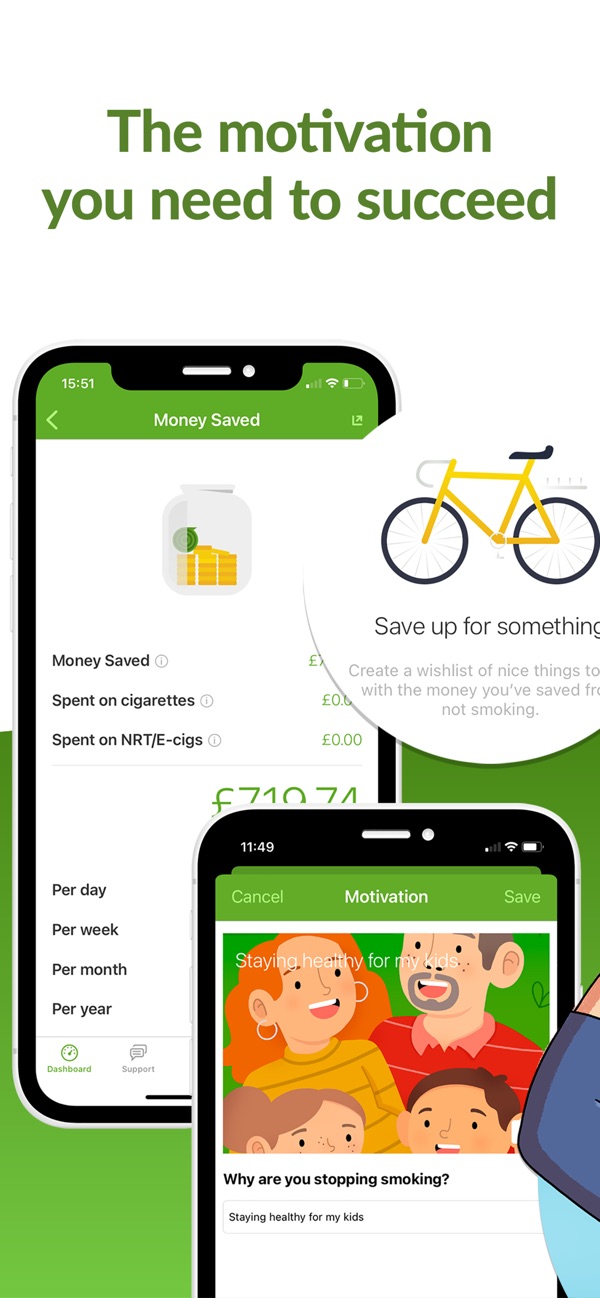 The motivation
you need to succeed
15:51
Money Saved
Save up for something
Create a wishlist of nice things to
with the money you've saved
not smoking.
Money Saved
Spent on cigarettes
Spent on NRT/E-cigs £0.00
£719.74
Per day
Per week
Per month
Per year
Dashboard Support
11:49
Cancel Motivation Save
Staying healthy for my kids
Why are you stopping smoking?
Staying healthy for my kids